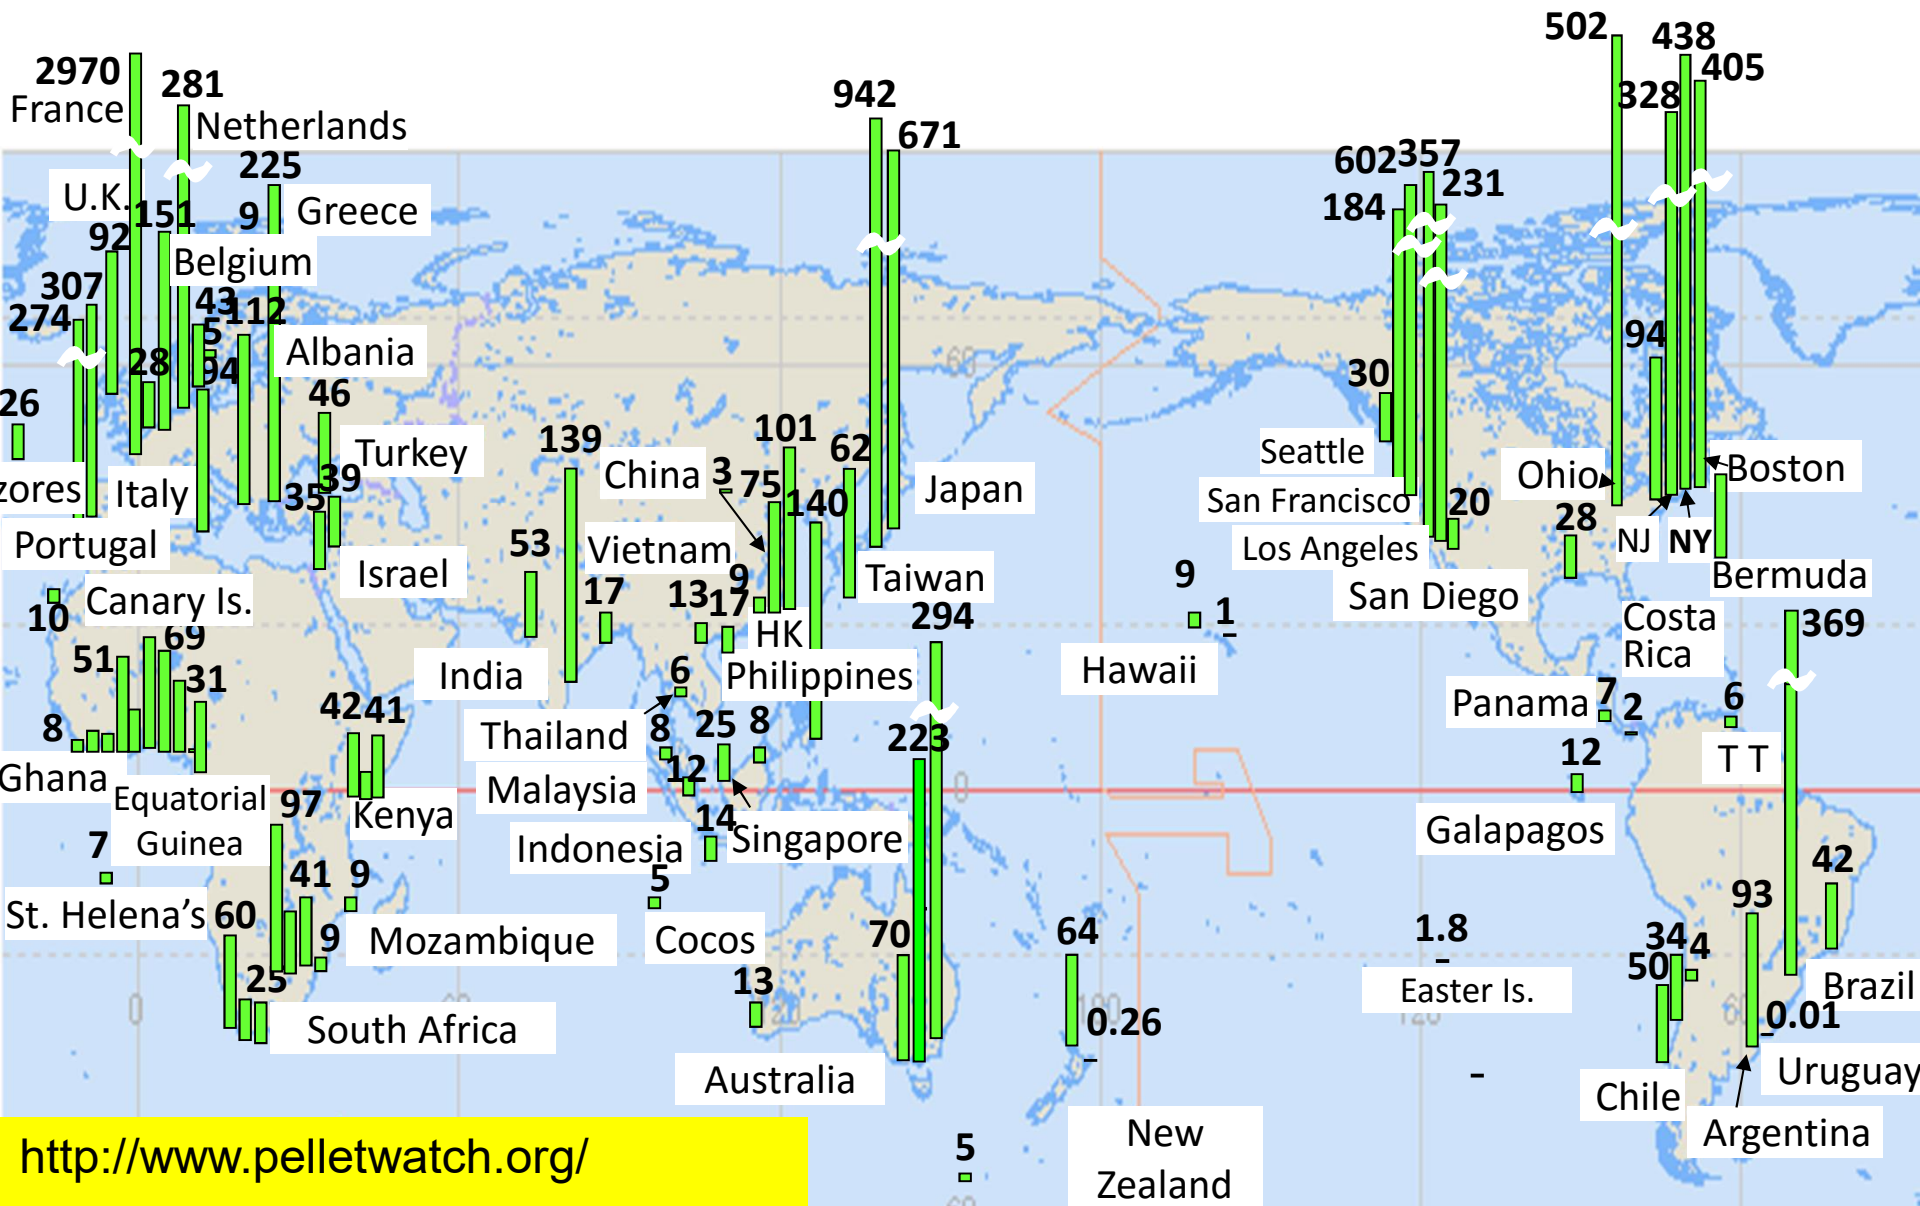 502
438
405
2970
281
942
328
France
Netherlands
671
225
602
357
U.K.
151
9
Greece
184
231
92
Belgium
307
43
112
274
5
Albania
94
28
94
60
30
26
46
139
101
62
zores
Italy
Turkey
China
3
75
Japan
Seattle
Ohio
Boston
35
39
140
San Francisco
20
28
Portugal
53
Vietnam
Los Angeles
NJ
NY
Israel
9
Taiwan
9
San Diego
Bermuda
10
Canary Is.
17
13
17
294
1
Costa
Rica
369
69
HK
51
31
India
6
Philippines
Hawaii
Panama
7
2
6
8
42
41
Thailand
8
25
8
223
12
T T
Ghana
12
Malaysia
0
Equatorial
Guinea
97
Kenya
14
Indonesia
Singapore
Galapagos
7
41
9
5
42
St. Helena's
60
9
Mozambique
Cocos
70
64
1.8
93
34
4
50
25
13
Easter Is.
Brazil
0
South Africa
20
0.26
0.01
Australia
Uruguay
Chile
Argentina
New
Zealand
5
http://www.pelletwatch.org/